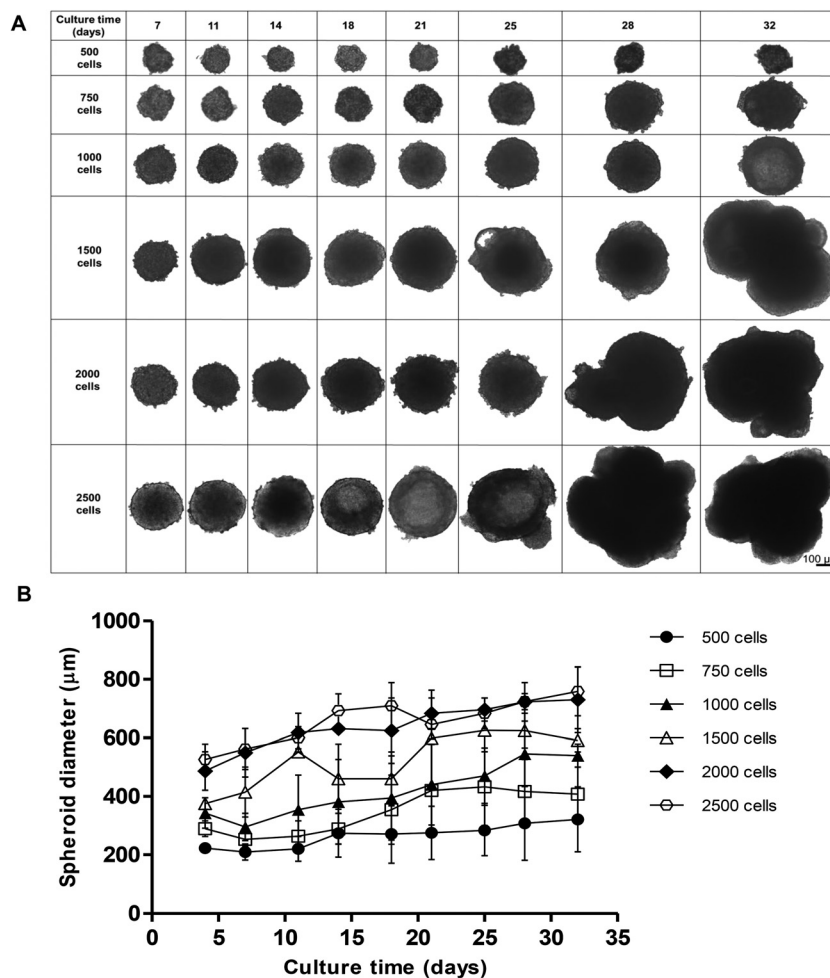 A
Culture time
(days)
7 11 14 18 21 25 28 32
500
cells
750
cells
1000
cells
1500
cells
2000
cells
2500
cells
100 µ
B
1000
800
600
400
200
0
Spheroid diameter (µm)
0 5 10 15 20 25 30 35
Culture time (days)
500 cells
750 cells
1000 cells
1500 cells
2000 cells
2500 cells